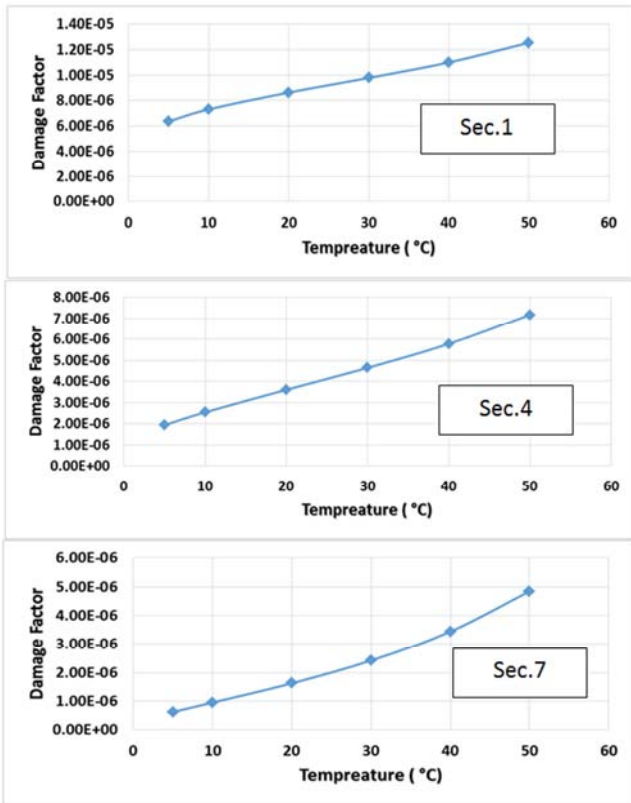 1.40E-05
1.20E-05
1.00E-05
8.00E-06
6.00E-06
4.00E-06
2.00E-06
0.00E+00
Damage Factor
Sec.1
0 10 20 30 40 50 60
Tempreature ( °C)
8.00E-06
7.00E-06
6.00E-06
5.00E-06
4.00E-06
3.00E-06
2.00E-06
1.00E-06
0.00E+00
Damage Factor
Sec.4
0 10 20 30 40 50 60
Tempreature ( °C)
6.00E-06
5.00E-06
4.00E-06
3.00E-06
2.00E-06
1.00E-06
0.00E+00
Damage Factor
Sec.7
0 10 20 30 40 50 60
Tempreature ( °C)